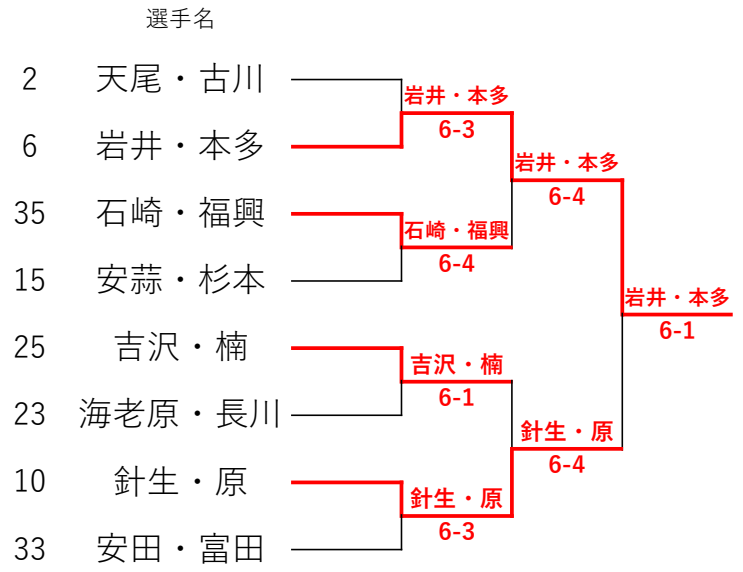 選手名
2 天尾・古川
岩井・本多
6-3
6 岩井・本多
岩井・本多
6-4
35 石崎・福興
石崎・福興
6-4
15 安蒜・杉本
岩井・本多
6-1
25 吉沢・楠
吉沢・楠
6-1
23 海老原・長川
針生・原
6-4
10 針生・原
針生・原
6-3
33 安田・富田